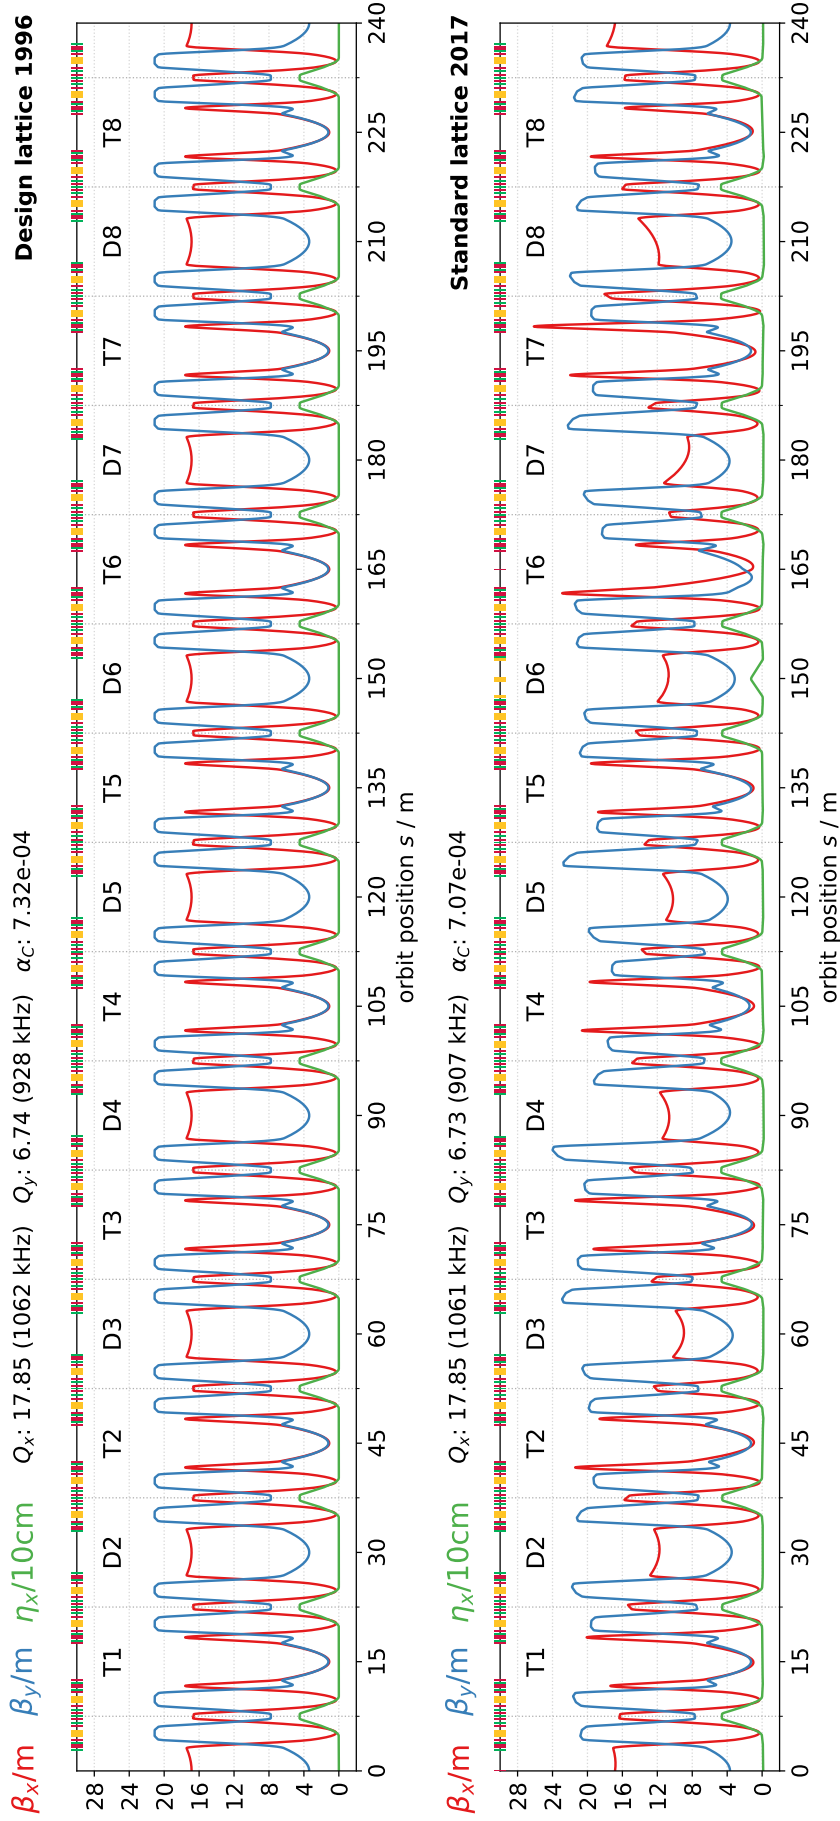 βx/m βy/m ηx/10cm Qx: 17.85 (1062 kHz) Qy: 6.74 (928 kHz) αC: 7.32e-04 Design lattice 1996
28
24
20
16
12
8
4
0
T1 D2 T2 D3 T3 D4 T4 D5 T5 D6 T6 D7 T7 D8 T8
0 15 30 45 60 75 90 105 120 135 150 165 180 195 210 225 240
orbit position s / m
βx/m βy/m ηx/10cm Qx: 17.85 (1061 kHz) Qy: 6.73 (907 kHz) αC: 7.07e-04 Standard lattice 2017
28
24
20
16
12
8
4
0
T1 D2 T2 D3 T3 D4 T4 D5 T5 D6 T6 D7 T7 D8 T8
0 15 30 45 60 75 90 105 120 135 150 165 180 195 210 225 240
orbit position s / m